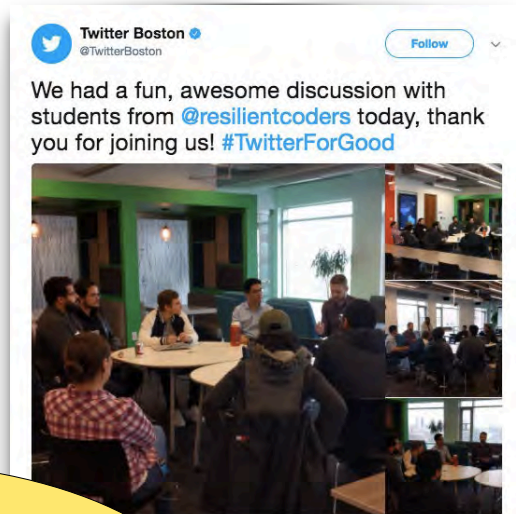 Twitter Boston
@TwitterBoston
Follow
We had a fun, awesome discussion with
students from @resilientcoders today, thank
you for joining us! #TwitterForGood